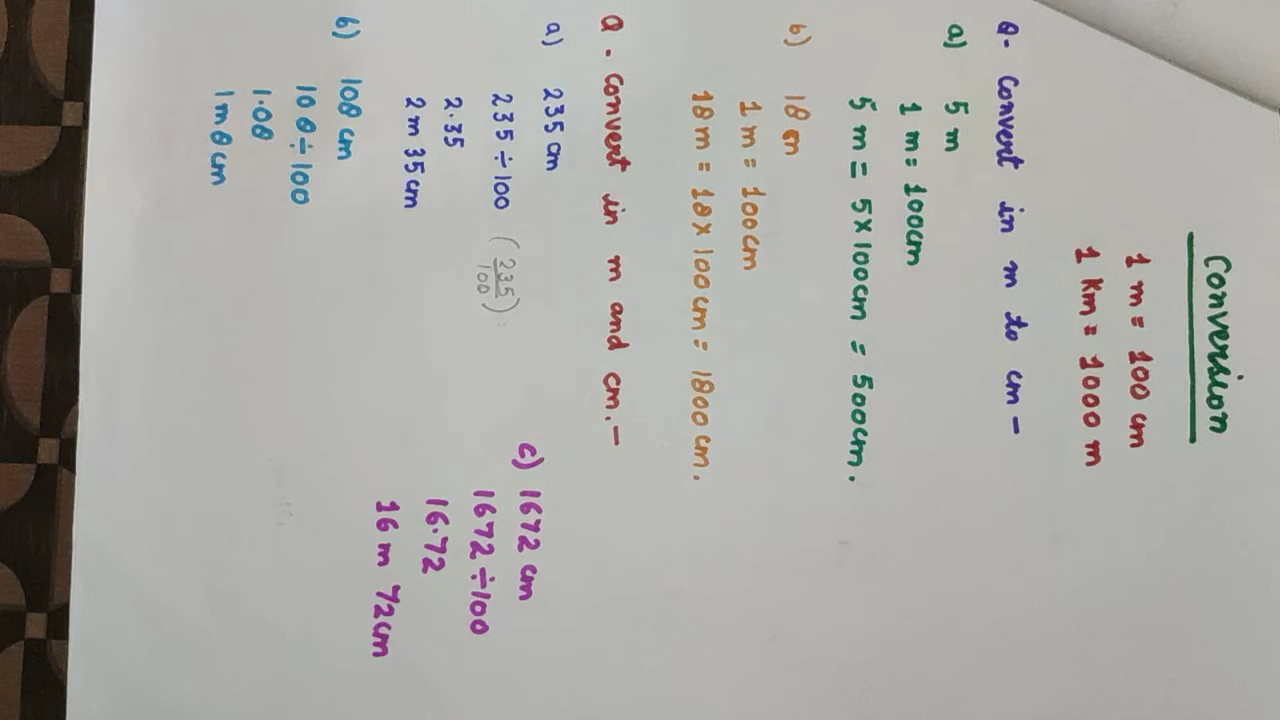 Conversion
1 m = 100 cm
1 Km = 1000 m
Q- Convert in m to cm -
a) 5 m
1 m = 100cm
5 m = 5×100cm = 500cm.
b) 18 m
1 m = 100cm
18 m = 18×100cm = 1800 cm.
Q. Convert in m and cm. -
a) 235 cm
235 ÷ 100 (235/100):
2.35
2 m 35 cm
b) 108 cm
108 ÷ 100
1.08
1 m 8 cm
c) 1672 cm
1672 ÷ 100
16.72
16 m 72cm